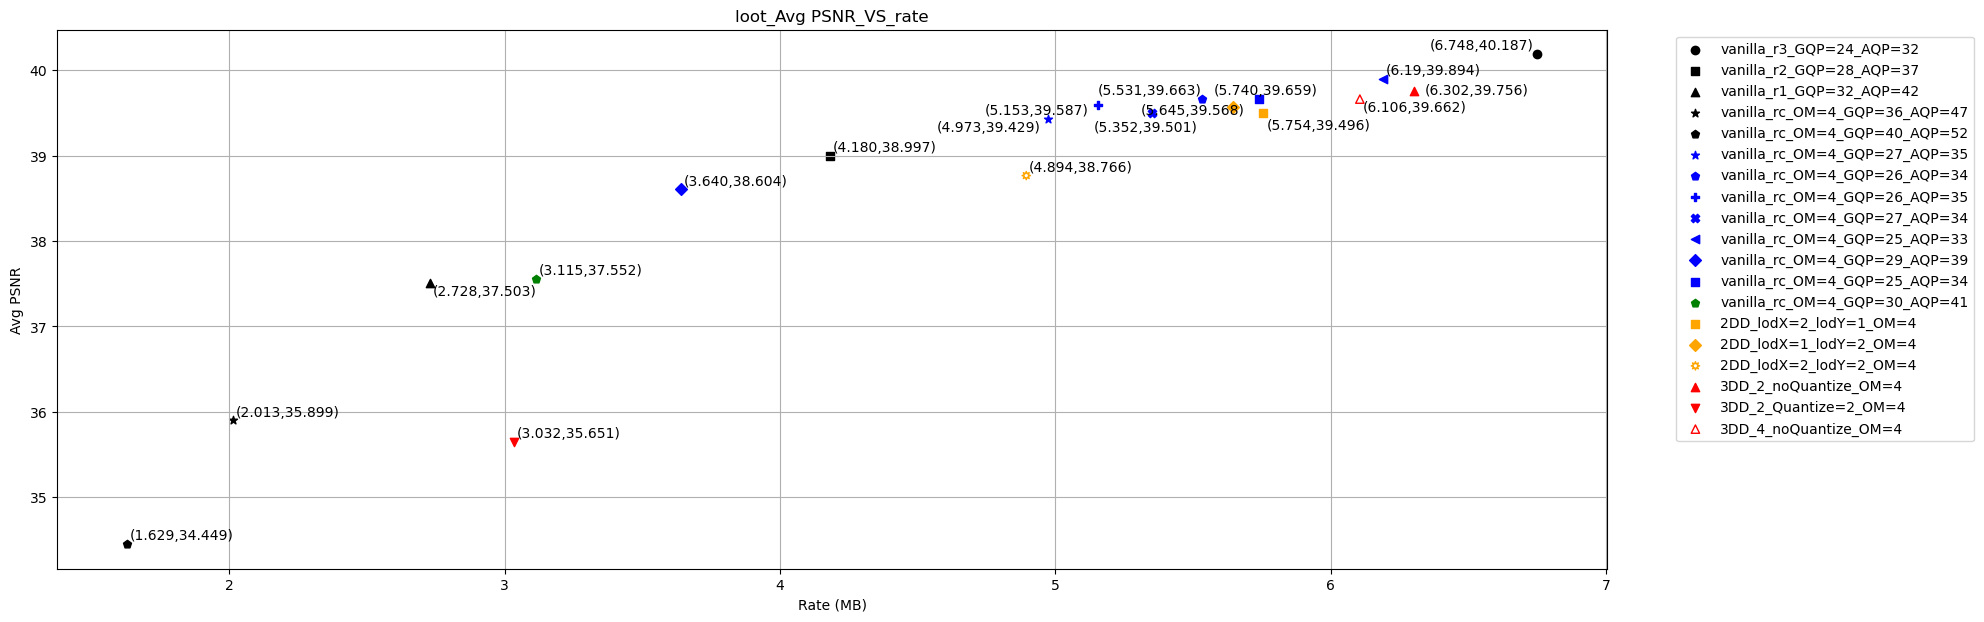 loot_Avg PSNR_VS_rate
(6.748,40.187)
(6.19,39.894)
(5.531,39.663)
(5.740,39.659)
(6.302,39.756)
(5.153,39.587)
(5.645,39.568)
(6.106,39.662)
(4.973,39.429)
(5.352,39.501)
(5.754,39.496)
(4.180,38.997)
(4.894,38.766)
(3.640,38.604)
(3.115,37.552)
(2.728,37.503)
(2.013,35.899)
(3.032,35.651)
(1.629,34.449)
40
39
38
37
36
35
Avg PSNR
2
3
4
5
6
7
Rate (MB)
vanilla_r3_GQP=24_AQP=32
vanilla_r2_GQP=28_AQP=37
vanilla_r1_GQP=32_AQP=42
vanilla_rc_OM=4_GQP=36_AQP=47
vanilla_rc_OM=4_GQP=40_AQP=52
vanilla_rc_OM=4_GQP=27_AQP=35
vanilla_rc_OM=4_GQP=26_AQP=34
vanilla_rc_OM=4_GQP=26_AQP=35
vanilla_rc_OM=4_GQP=27_AQP=34
vanilla_rc_OM=4_GQP=25_AQP=33
vanilla_rc_OM=4_GQP=29_AQP=39
vanilla_rc_OM=4_GQP=25_AQP=34
vanilla_rc_OM=4_GQP=30_AQP=41
2DD_lodX=2_lodY=1_OM=4
2DD_lodX=1_lodY=2_OM=4
2DD_lodX=2_lodY=2_OM=4
3DD_2_noQuantize_OM=4
3DD_2_Quantize=2_OM=4
3DD_4_noQuantize_OM=4